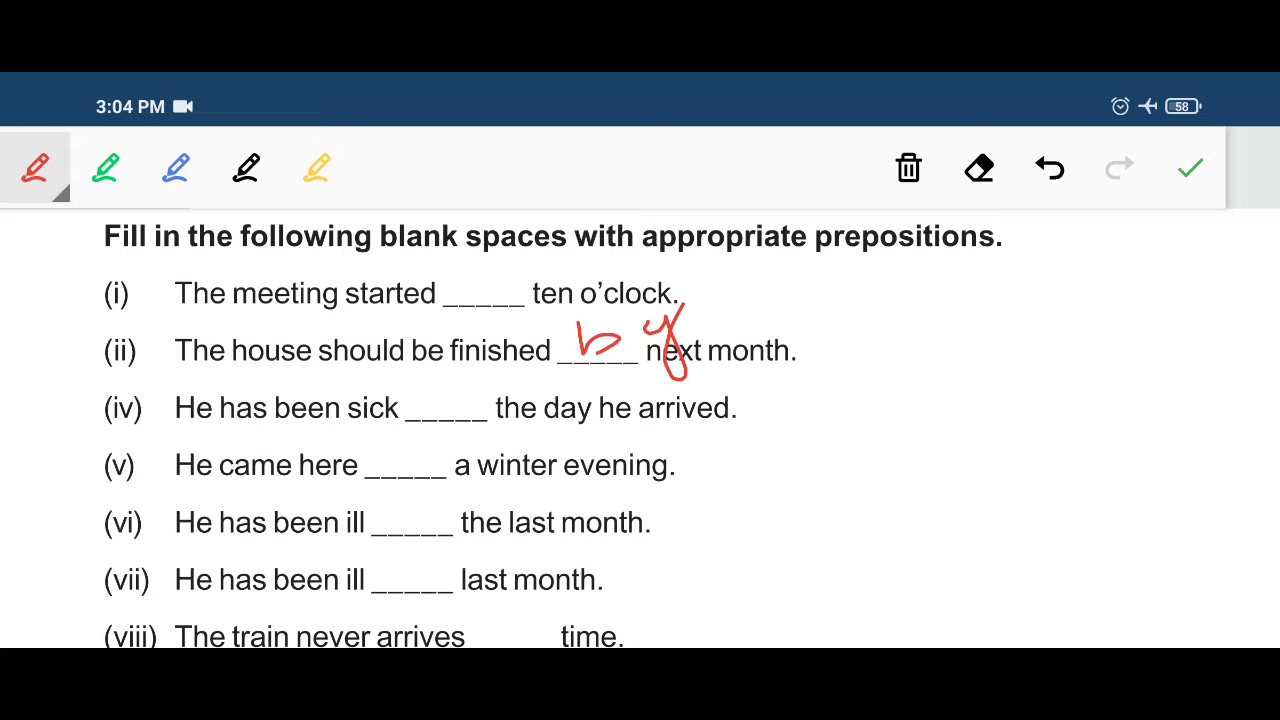 3:04 PM 58
Fill in the following blank spaces with appropriate prepositions.
(i) The meeting started _____ ten o’clock.
(ii) The house should be finished _____ next month.
by
(iv) He has been sick _____ the day he arrived.
(v) He came here _____ a winter evening.
(vi) He has been ill _____ the last month.
(vii) He has been ill _____ last month.
(viii) The train never arrives time.